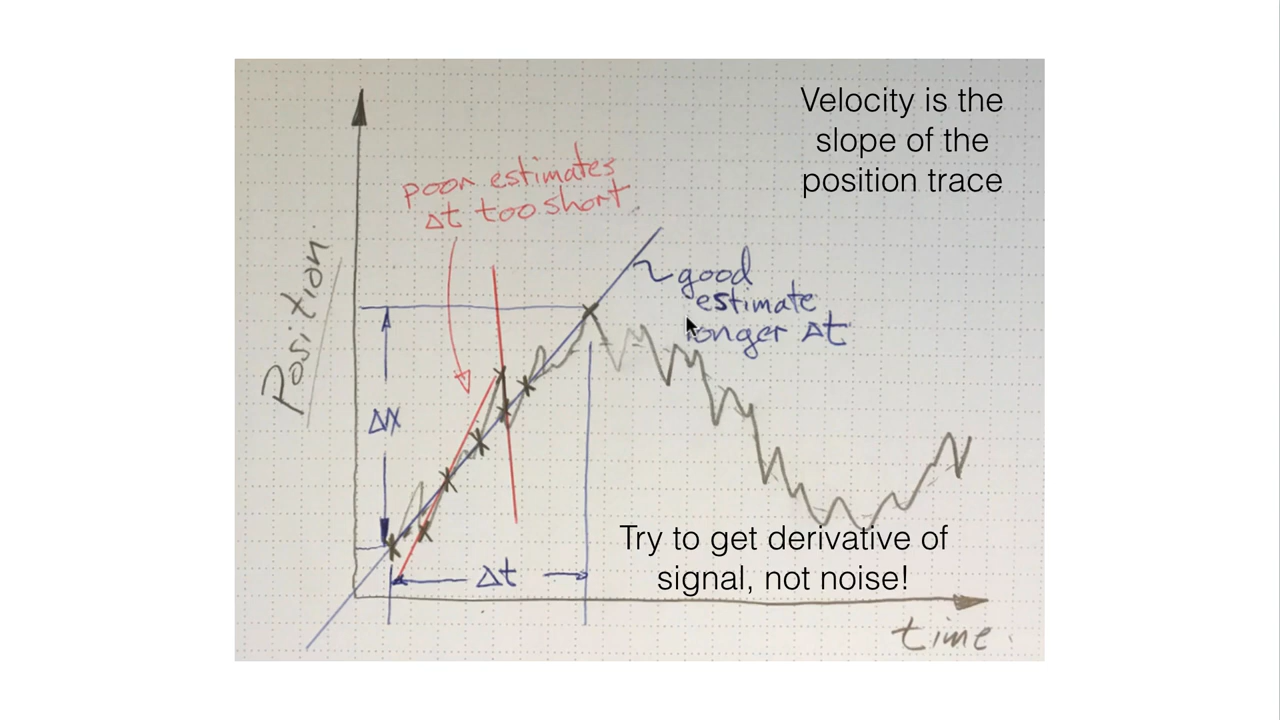 Velocity is the
slope of the
position trace
poor estimates
Δt too short.
~good
estimate
longer Δt
Position
ΔX
Δt
Try to get derivative of
signal, not noise!
time.